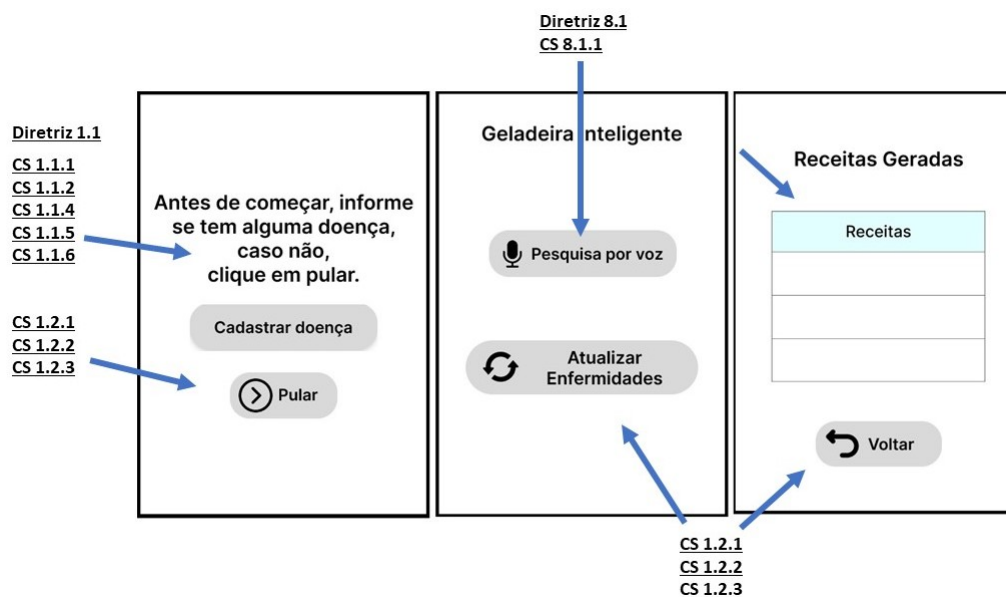 Diretriz 8.1
CS 8.1.1
Diretriz 1.1
CS 1.1.1
CS 1.1.2
CS 1.1.4
CS 1.1.5
CS 1.1.6
CS 1.2.1
CS 1.2.2
CS 1.2.3
Antes de começar, informe
se tem alguma doença,
caso não,
clique em pular.
Cadastrar doença
Pular
Geladeira Inteligente
Pesquisa por voz
Atualizar
Enfermidades
Receitas Geradas
Receitas
Voltar
CS 1.2.1
CS 1.2.2
CS 1.2.3